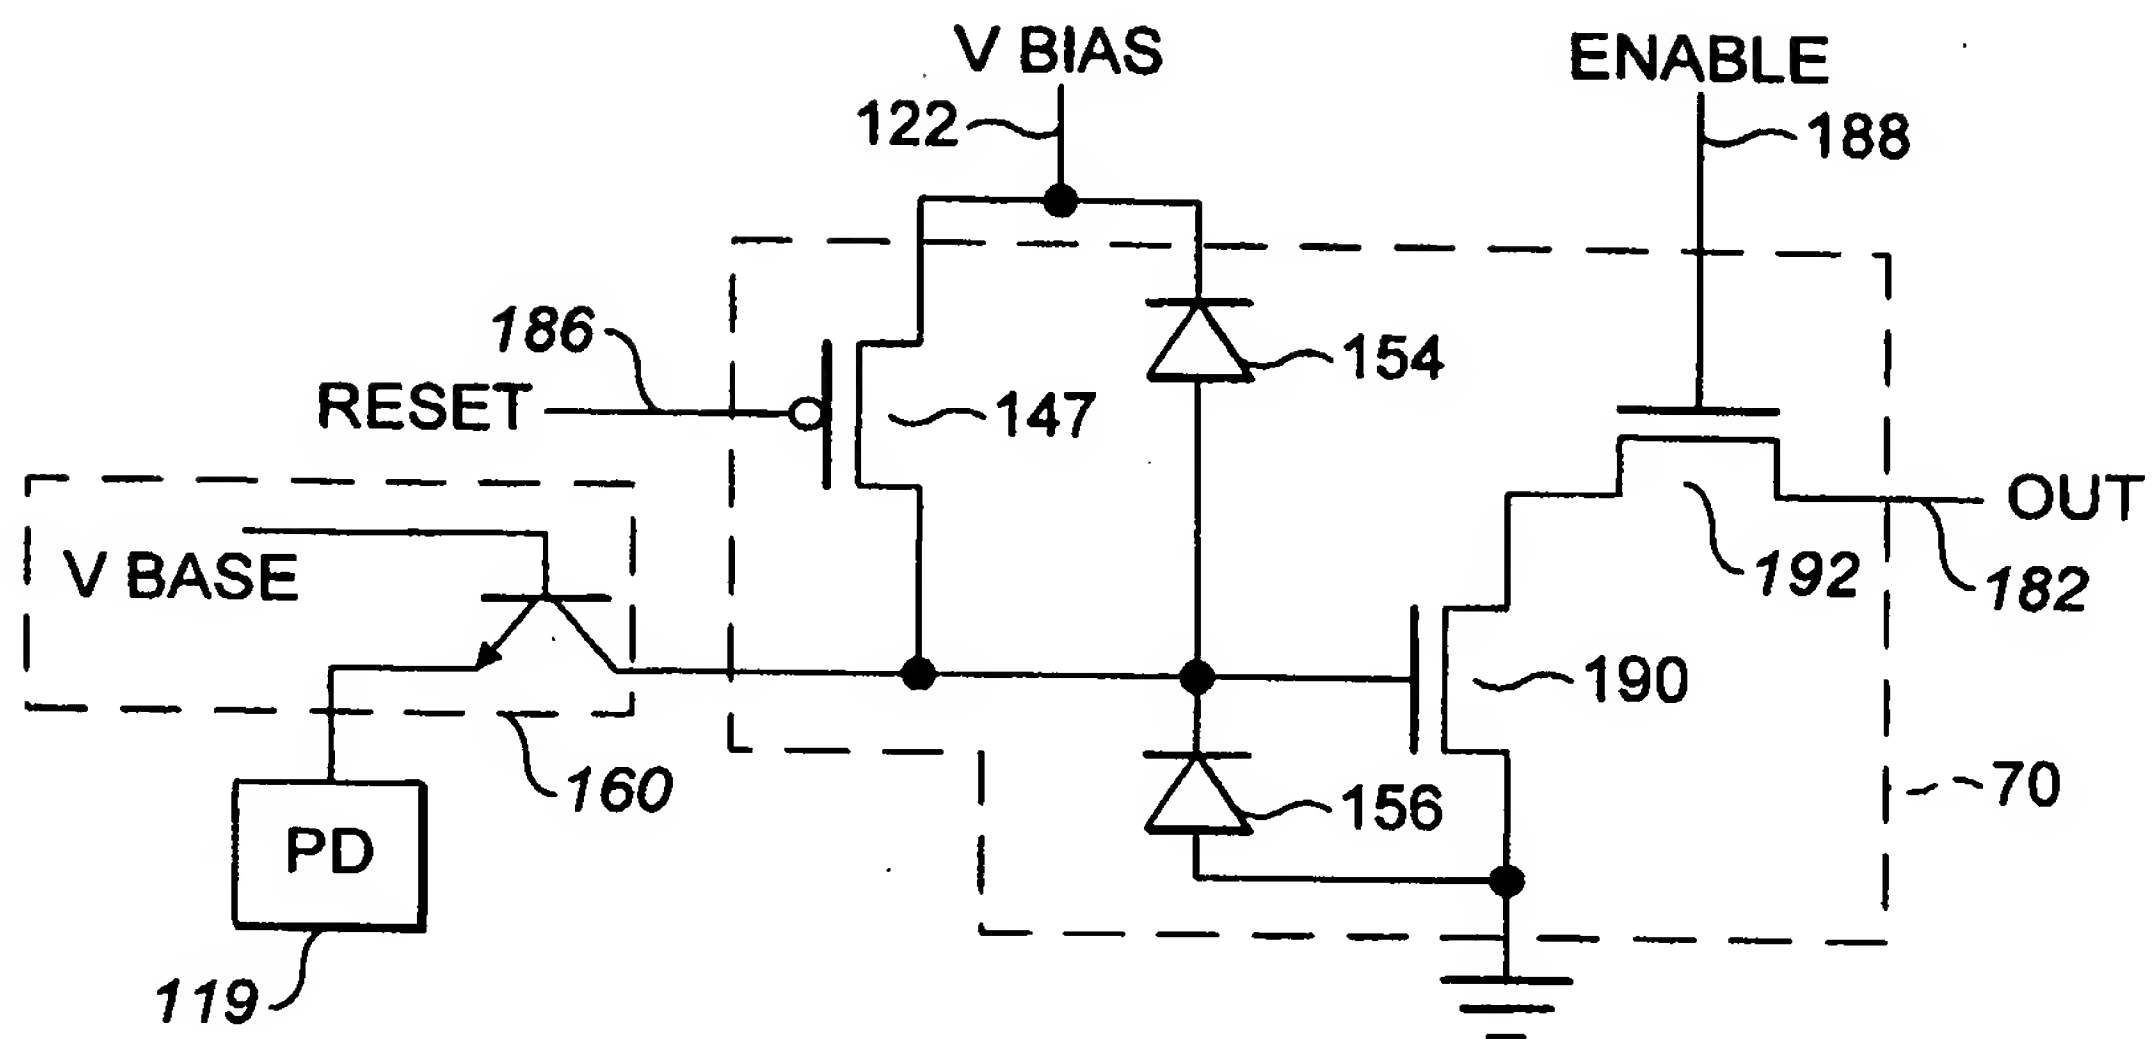 V BIAS
ENABLE
122
188
186
154
RESET
147
OUT
V BASE
192
182
190
160
156
70
PD
119